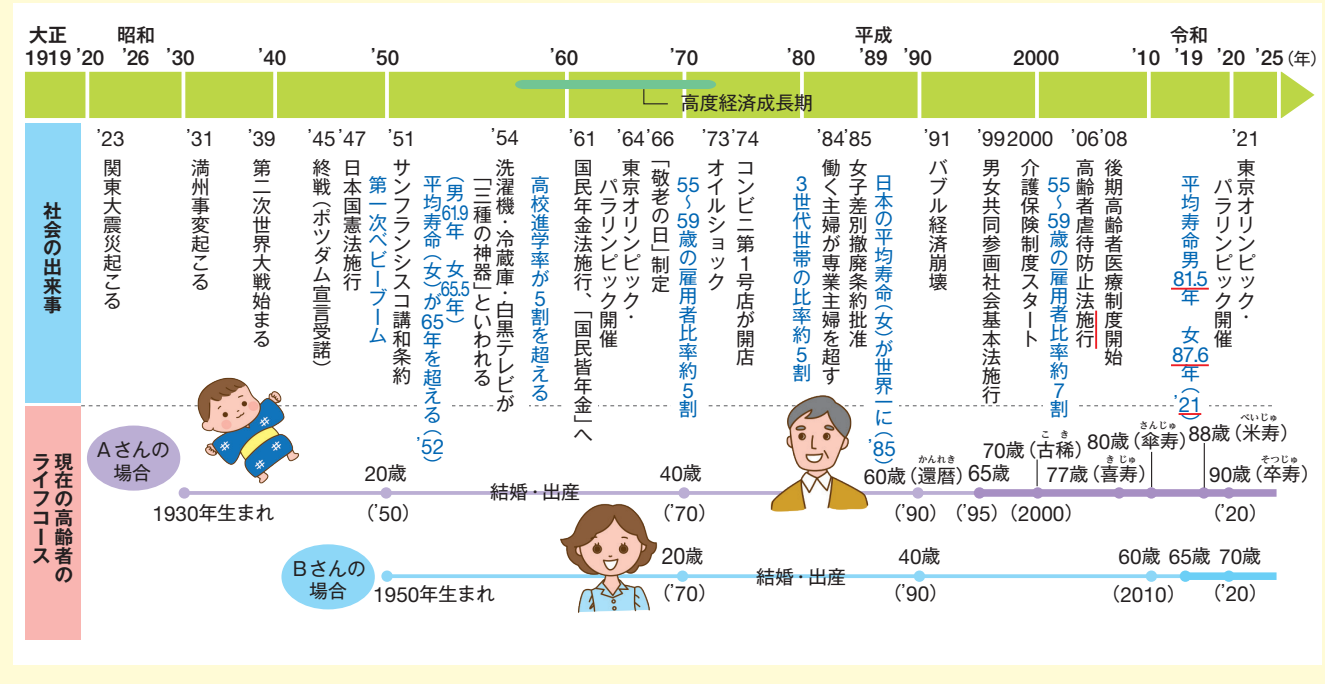 大正
昭和
平成
令和
1919 ’20 ’26 ’30 ’40 ’50 ’60 ’70 ’80 ’89 ’90 2000 ’10 ’19 ’20 ’25(年)
高度経済成長期
社会の出来事
’23
関東大震災起こる
’31
満州事変起こる
’39
第二次世界大戦始まる
’45
終戦(ポツダム宣言受諾)
’47
日本国憲法施行
第一次ベビーブーム
’51
サンフランシスコ講和条約
平均寿命(女)が65年を超える(’52)
(男61.9年 女65.5年)
’54
洗濯機・冷蔵庫・白黒テレビが
「三種の神器」といわれる
高校進学率が5割を超える
’61
国民年金法施行、「国民皆年金」へ
’64
東京オリンピック・
パラリンピック開催
’66
「敬老の日」制定
55〜59歳の雇用者比率約5割
’73
オイルショック
’74
コンビニ第1号店が開店
3世代世帯の比率約5割
’84
働く主婦が専業主婦を超す
’85
女子差別撤廃条約批准
日本の平均寿命(女)が世界一に(’85)
’91
バブル経済崩壊
’99
男女共同参画社会基本法施行
2000
介護保険制度スタート
55〜59歳の雇用者比率約7割
’06
高齢者虐待防止法施行
’08
後期高齢者医療制度開始
平均寿命男81.5年 女87.6年(’21)
’21
東京オリンピック・
パラリンピック開催
現在の高齢者の
ライフコース
Aさんの
場合
1930年生まれ
20歳
(’50)
結婚・出産
40歳
(’70)
60歳(還暦)
かんれき
(’90)
65歳
(’95)
70歳(古稀)
こき
(2000)
77歳(喜寿)
きじゅ
80歳(傘寿)
さんじゅ
88歳(米寿)
べいじゅ
90歳(卒寿)
そつじゅ
(’20)
Bさんの
場合
1950年生まれ
20歳
(’70)
結婚・出産
40歳
(’90)
60歳
(2010)
65歳
70歳
(’20)